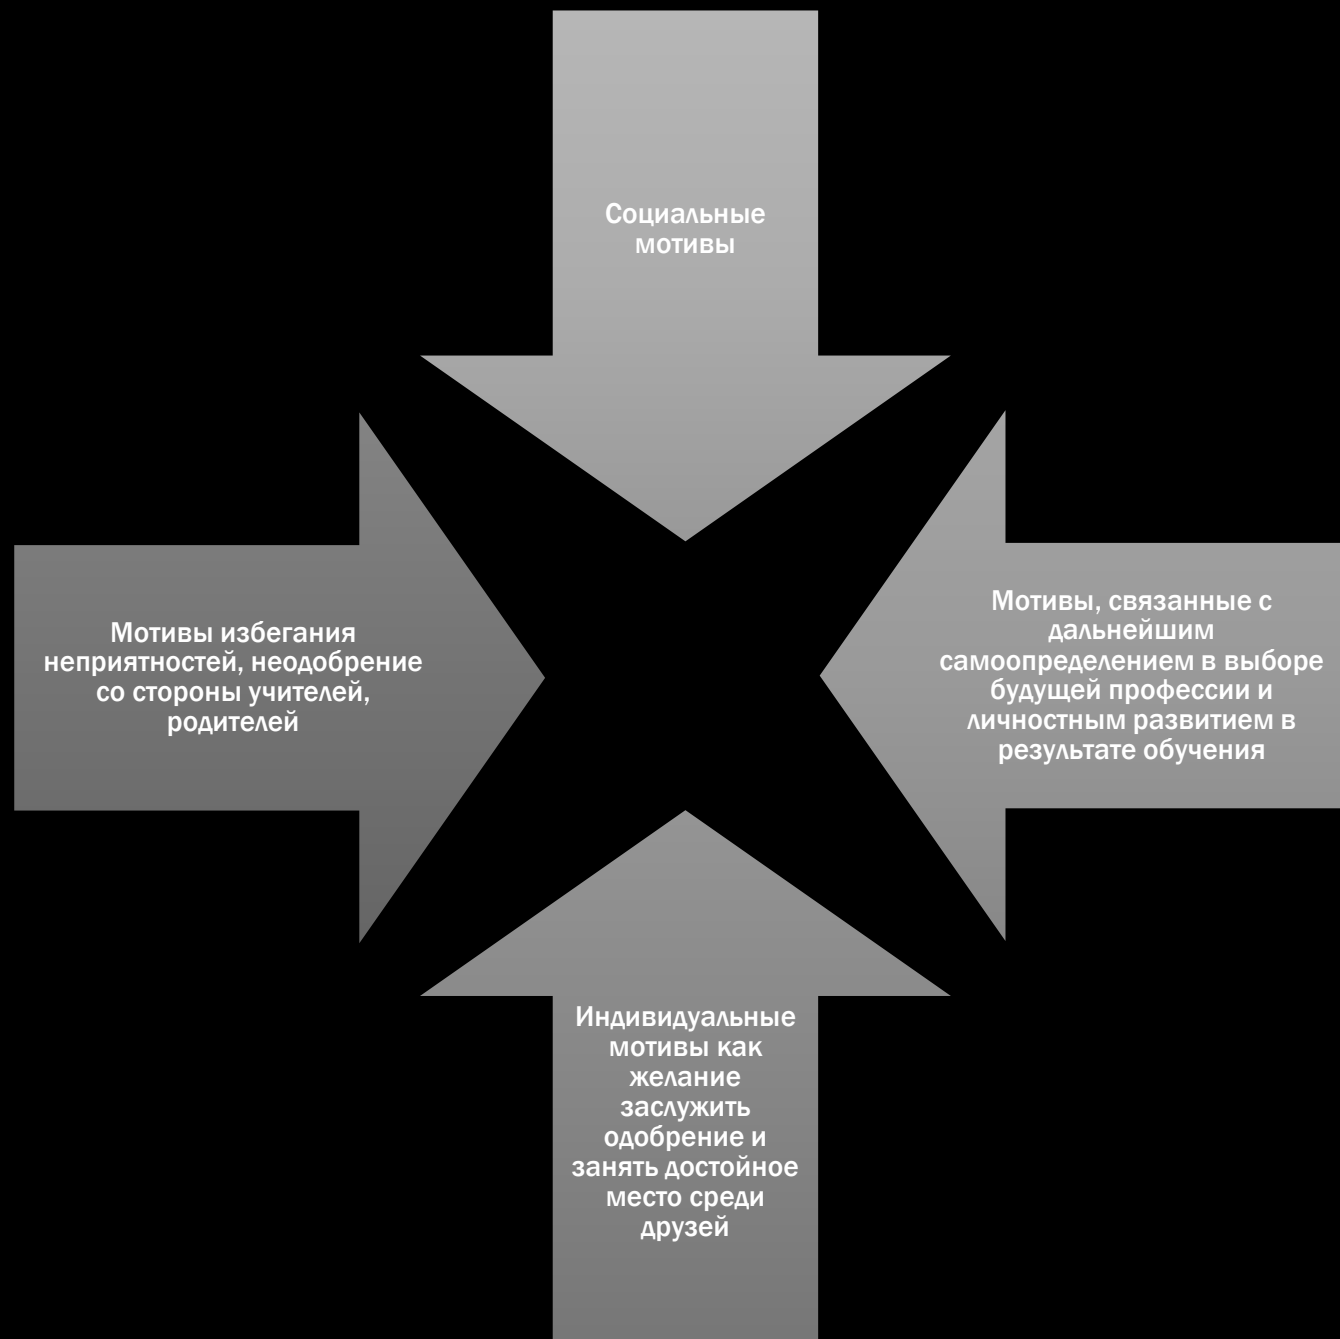 Социальные
мотивы
Мотивы избегания
неприятностей, неодобрение
со стороны учителей,
родителей
Мотивы, связанные с
дальнейшим
самоопределением в выборе
будущей профессии и
личностным развитием в
результате обучения
Индивидуальные
мотивы как
желание
заслужить
одобрение и
занять достойное
место среди
друзей